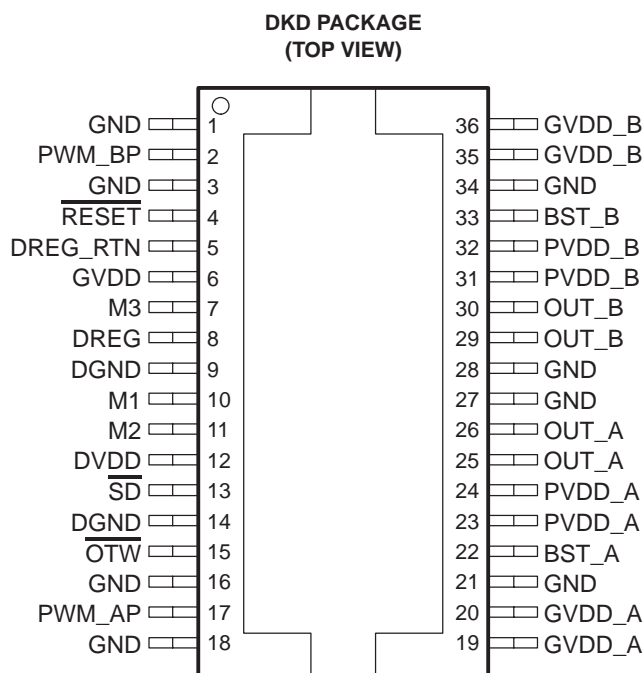 DKD PACKAGE
(TOP VIEW)
GND 1 36 GVDD_B
PWM_BP 2 35 GVDD_B
GND 3 34 GND
RESET 4 33 BST_B
DREG_RTN 5 32 PVDD_B
GVDD 6 31 PVDD_B
M3 7 30 OUT_B
DREG 8 29 OUT_B
DGND 9 28 GND
M1 10 27 GND
M2 11 26 OUT_A
DVDD 12 25 OUT_A
SD 13 24 PVDD_A
DGND 14 23 PVDD_A
OTW 15 22 BST_A
GND 16 21 GND
PWM_AP 17 20 GVDD_A
GND 18 19 GVDD_A